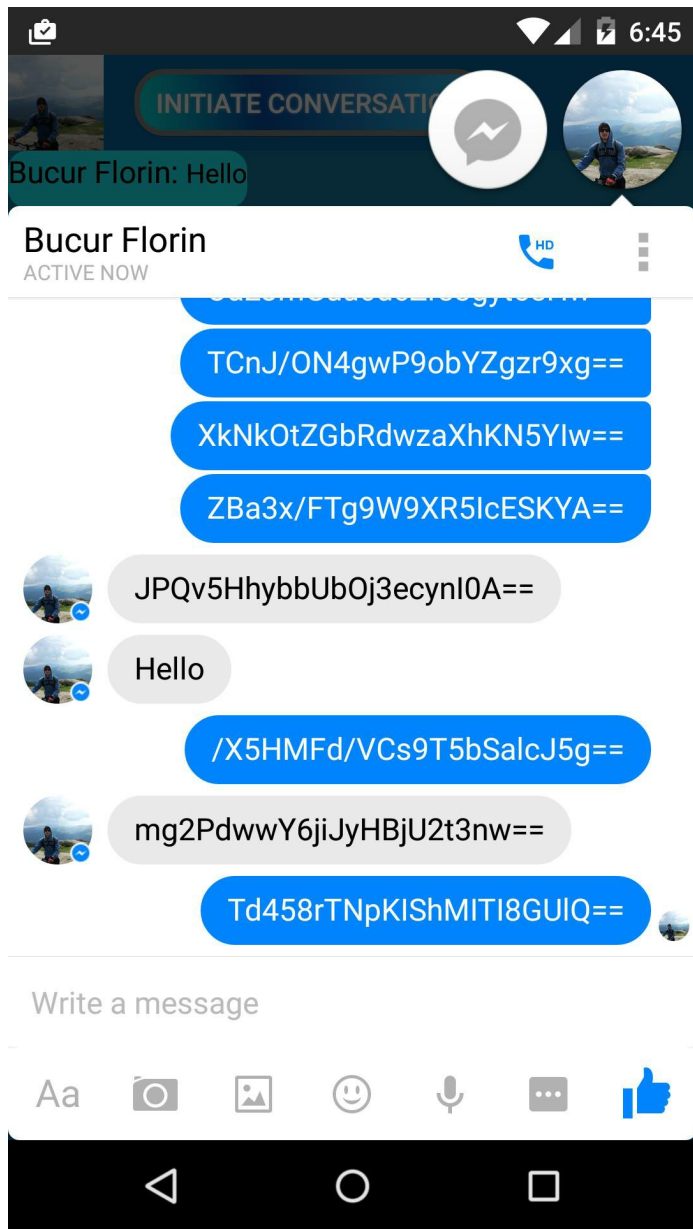 6:45
INITIATE CONVERSATIO
Bucur Florin: Hello
Bucur Florin
HD
ACTIVE NOW
TCnJ/ON4gwP9obYZgzr9xg==
XkNkOtZGbRdwzaXhKN5YIw==
ZBa3x/FTg9W9XR5IcESKYA==
JPQv5HhybbUbOj3ecynI0A==
Hello
/X5HMFd/VCs9T5bSalcJ5g==
mg2PdwwY6jiJyHBjU2t3nw==
Td458rTNpKIShMITI8GUlQ==
Write a message
Aa